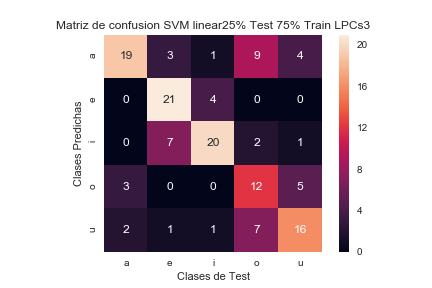 Matriz de confusion SVM linear25% Test 75% Train LPCs3
Clases Predichas
a 19 3 1 9 4
e 0 21 4 0 0
i 0 7 20 2 1
o 3 0 0 12 5
u 2 1 1 7 16
a e i o u
Clases de Test
20
16
12
8
4
0